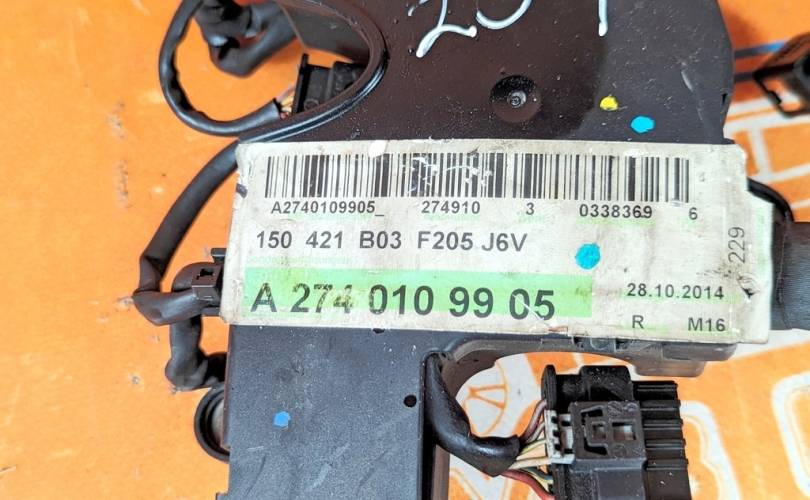 A2740109905_ 274910 3 0338369 6
150 421 B03 F205 J6V
229
A 274 010 99 05
28.10.2014
R M16